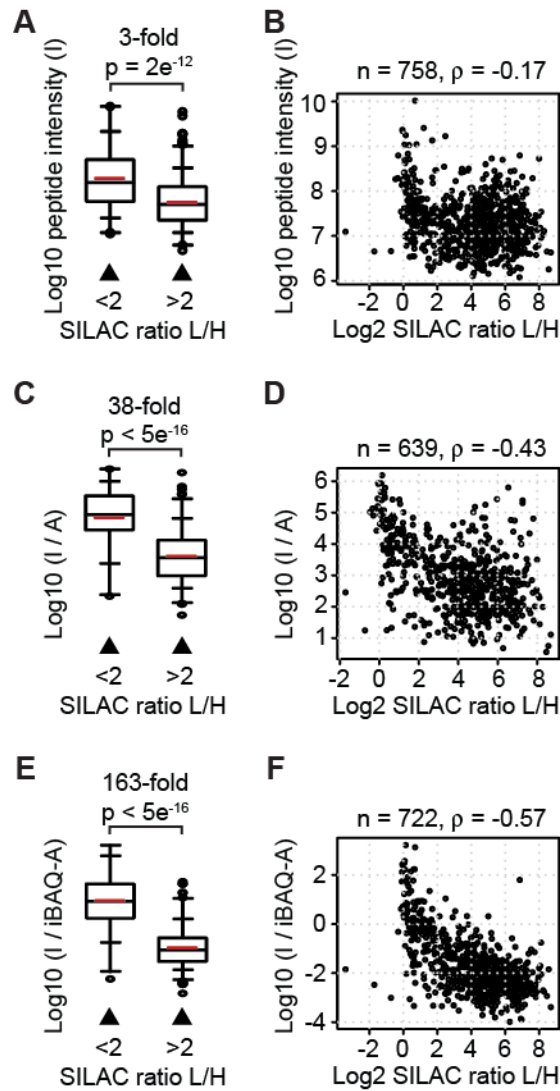 A
3-fold
p = 2e-12
Log10 peptide intensity (I)
<2 >2
SILAC ratio L/H
B
n = 758, ρ = -0.17
Log10 peptide intensity (I)
10
9
8
7
6
-2 0 2 4 6 8
Log2 SILAC ratio L/H
C
38-fold
p < 5e-16
Log10 (I / A)
<2 >2
SILAC ratio L/H
D
n = 639, ρ = -0.43
Log10 (I / A)
6
5
4
3
2
1
-2 0 2 4 6 8
Log2 SILAC ratio L/H
E
163-fold
p < 5e-16
Log10 (I / iBAQ-A)
<2 >2
SILAC ratio L/H
F
n = 722, ρ = -0.57
Log10 (I / iBAQ-A)
2
0
-2
-4
-2 0 2 4 6 8
Log2 SILAC ratio L/H